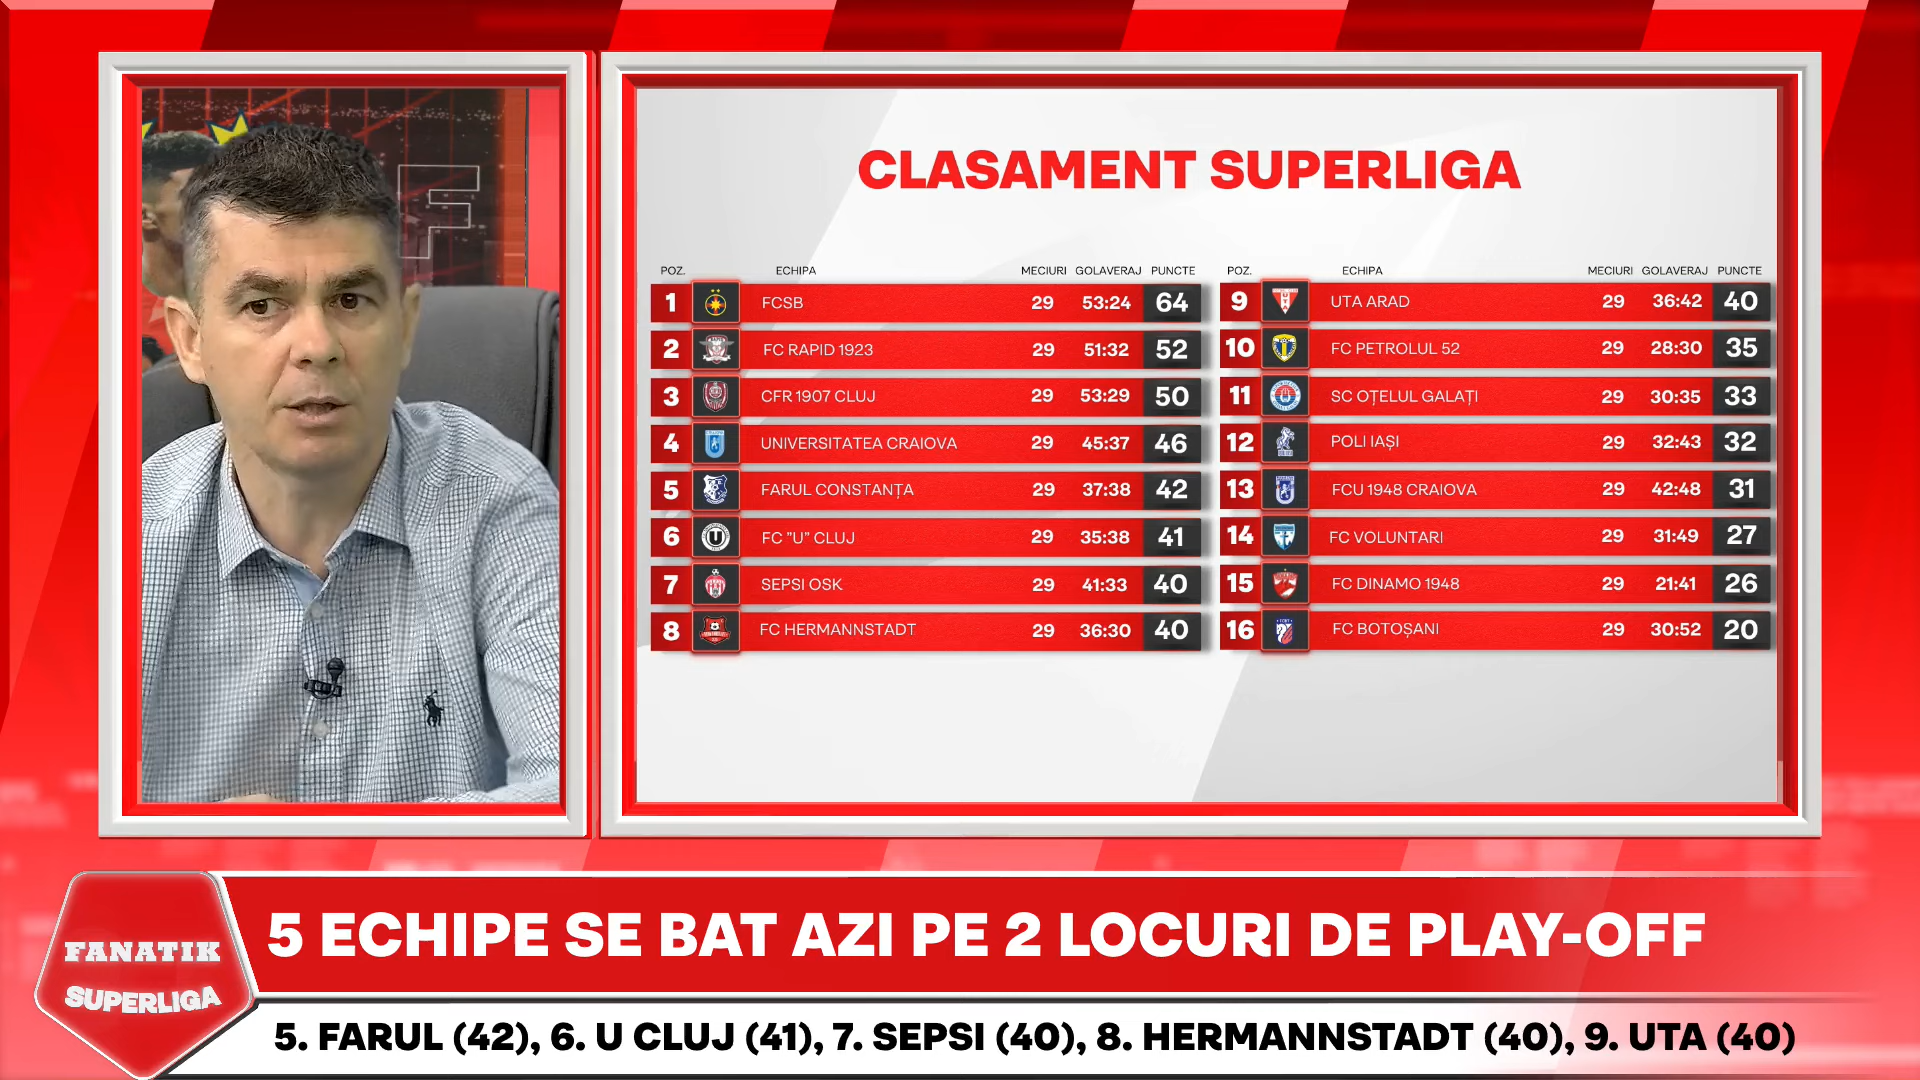 CLASAMENT SUPERLIGA
POZ. ECHIPA MECIURI GOLAVERAJ PUNCTE
1 FCSB 29 53:24 64
2 FC RAPID 1923 29 51:32 52
3 CFR 1907 CLUJ 29 53:29 50
4 UNIVERSITATEA CRAIOVA 29 45:37 46
5 FARUL CONSTANȚA 29 37:38 42
6 FC "U" CLUJ 29 35:38 41
7 SEPSI OSK 29 41:33 40
8 FC HERMANNSTADT 29 36:30 40
POZ. ECHIPA MECIURI GOLAVERAJ PUNCTE
9 UTA ARAD 29 36:42 40
10 FC PETROLUL 52 29 28:30 35
11 SC OȚELUL GALAȚI 29 30:35 33
12 POLI IAȘI 29 32:43 32
13 FCU 1948 CRAIOVA 29 42:48 31
14 FC VOLUNTARI 29 31:49 27
15 FC DINAMO 1948 29 21:41 26
16 FC BOTOȘANI 29 30:52 20
F
FANATIK
SUPERLIGA
5 ECHIPE SE BAT AZI PE 2 LOCURI DE PLAY-OFF
5. FARUL (42), 6. U CLUJ (41), 7. SEPSI (40), 8. HERMANNSTADT (40), 9. UTA (40)